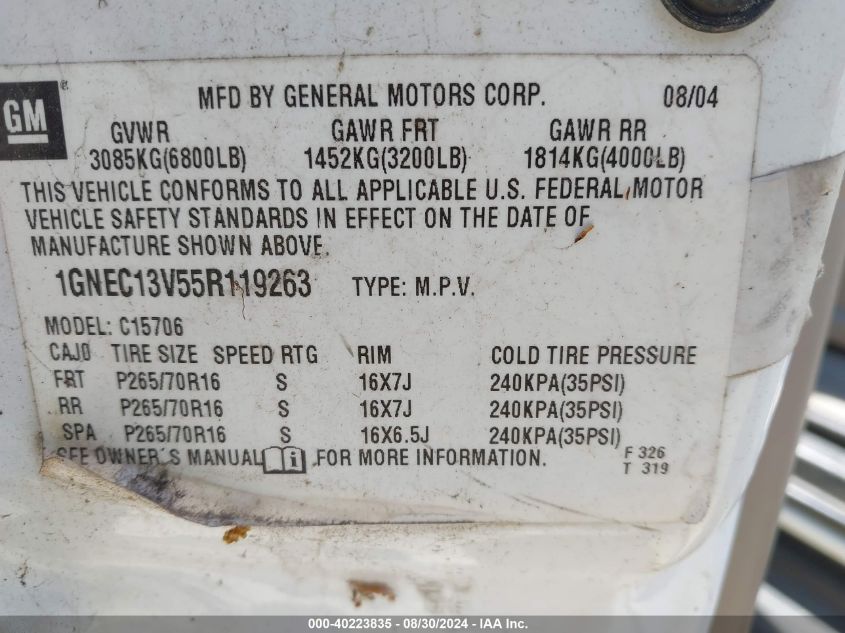 GM ®
MFD BY GENERAL MOTORS CORP. 08/04
GVWR GAWR FRT GAWR RR
3085KG(6800LB) 1452KG(3200LB) 1814KG(4000LB)
THIS VEHICLE CONFORMS TO ALL APPLICABLE U.S. FEDERAL MOTOR
VEHICLE SAFETY STANDARDS IN EFFECT ON THE DATE OF
MANUFACTURE SHOWN ABOVE.
1GNEC13V55R119263 TYPE: M.P.V.
MODEL: C15706
CAJ0 TIRE SIZE SPEED RTG RIM COLD TIRE PRESSURE
FRT P265/70R16 S 16X7J 240KPA(35PSI)
RR P265/70R16 S 16X7J 240KPA(35PSI)
SPA P265/70R16 S 16X6.5J 240KPA(35PSI)
SEE OWNER'S MANUAL i FOR MORE INFORMATION. F 326
T 319
000-40223835 - 08/30/2024 - IAA Inc.